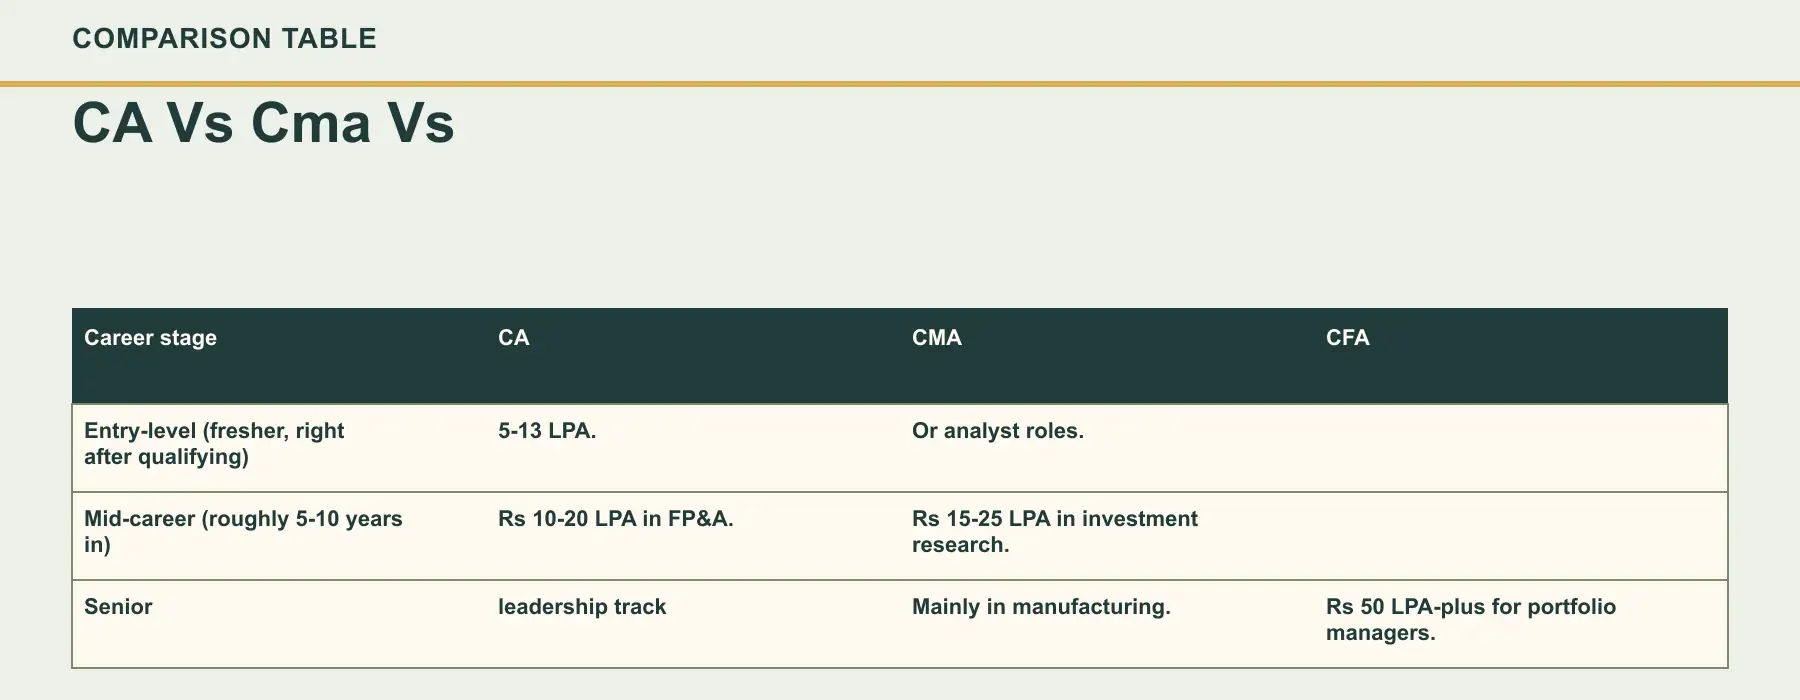 COMPARISON TABLE
CA Vs Cma Vs
Career stage CA CMA CFA
Entry-level (fresher, right 5-13 LPA. Or analyst roles.
after qualifying)
Mid-career (roughly 5-10 years Rs 10-20 LPA in FP&A. Rs 15-25 LPA in investment
in) research.
Senior leadership track Mainly in manufacturing. Rs 50 LPA-plus for portfolio
managers.